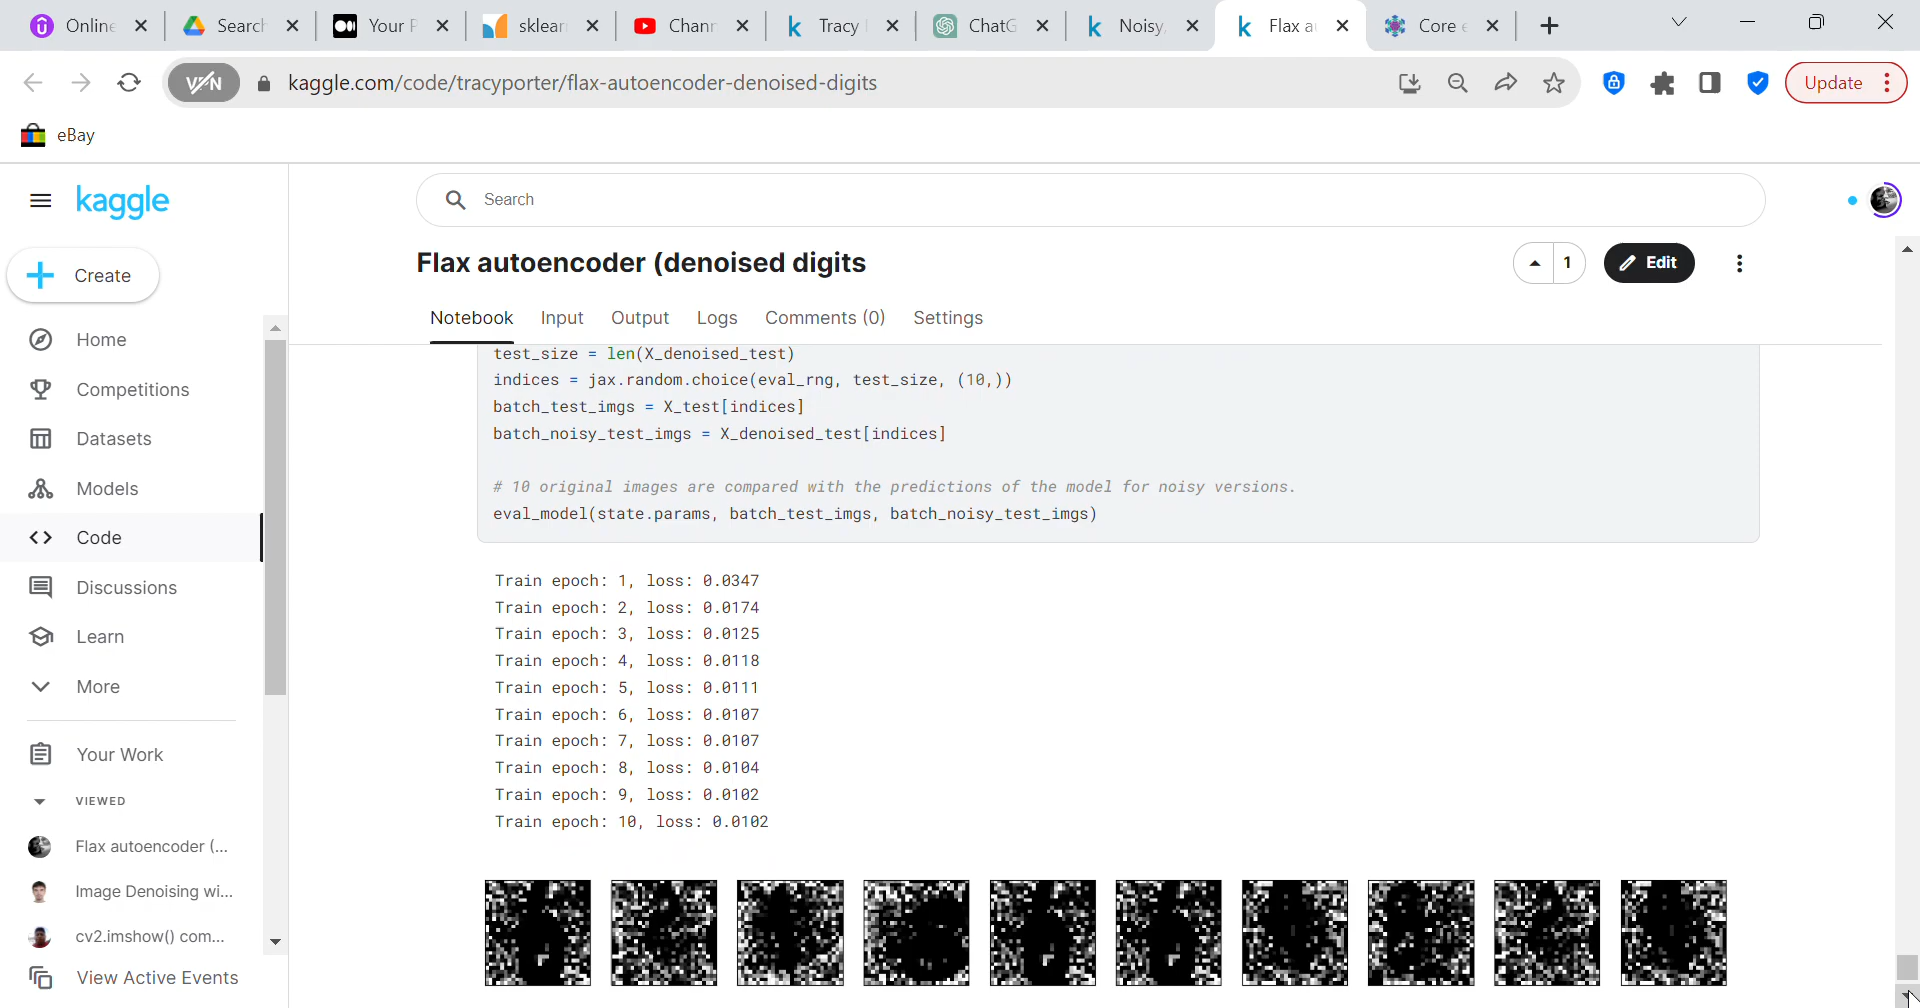 Online
Search
Your P
sklear
Chann
Tracy
ChatG
Noisy,
Flax au
Core e
VPN
kaggle.com/code/tracyporter/flax-autoencoder-denoised-digits
Update
eBay
kaggle
Search
Create
Flax autoencoder (denoised digits
1
Edit
Notebook Input Output Logs Comments (0) Settings
Home
Competitions
Datasets
Models
Code
Discussions
Learn
More
Your Work
VIEWED
Flax autoencoder (...
Image Denoising wi...
cv2.imshow() com...
View Active Events
test_size = len(X_denoised_test)
indices = jax.random.choice(eval_rng, test_size, (10,))
batch_test_imgs = X_test[indices]
batch_noisy_test_imgs = X_denoised_test[indices]
# 10 original images are compared with the predictions of the model for noisy versions.
eval_model(state.params, batch_test_imgs, batch_noisy_test_imgs)
Train epoch: 1, loss: 0.0347
Train epoch: 2, loss: 0.0174
Train epoch: 3, loss: 0.0125
Train epoch: 4, loss: 0.0118
Train epoch: 5, loss: 0.0111
Train epoch: 6, loss: 0.0107
Train epoch: 7, loss: 0.0107
Train epoch: 8, loss: 0.0104
Train epoch: 9, loss: 0.0102
Train epoch: 10, loss: 0.0102